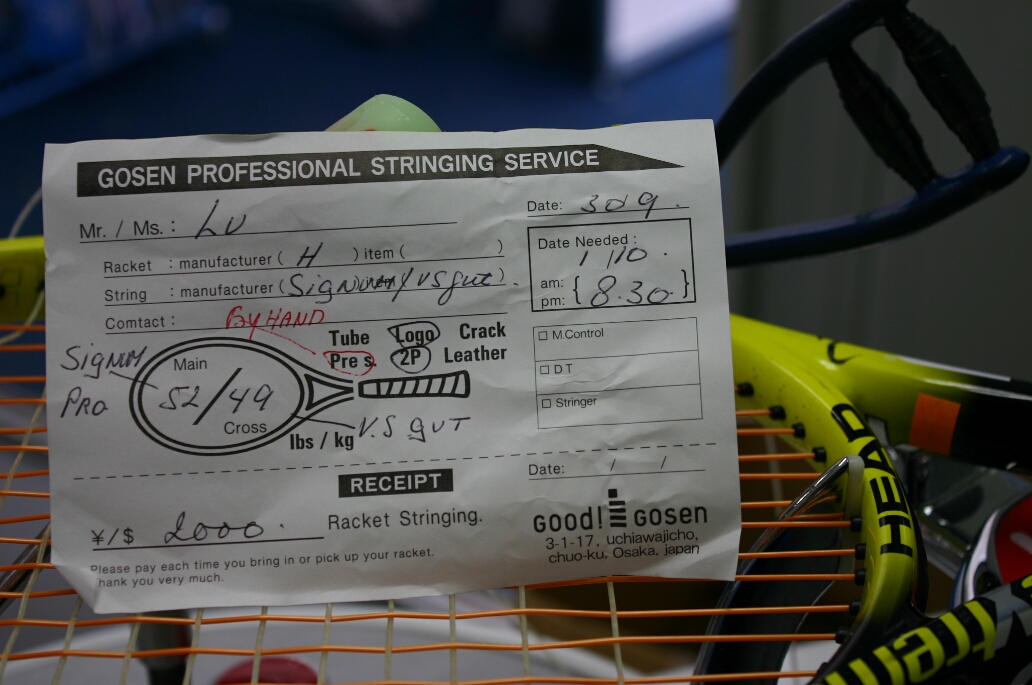 GOSEN PROFESSIONAL STRINGING SERVICE
Mr. / Ms. : LU
Date: 30/9.
Racket : manufacturer ( H ) item ( )
String : manufacturer (Signum / VS gut).
Comtact :
BY HAND
Date Needed :
1/10.
am:
pm: { 8.30 }
Tube Logo Crack
Pre s. 2P Leather
SIGNUM
PRO
Main
52/49
Cross
lbs / kg
V.S GUT
M.Control
D T
Stringer
RECEIPT
Date: / /
¥/$ 2000.
Racket Stringing.
GOOD! GOSEN
3-1-17, uchiawajicho,
chuo-ku, Osaka, japan
Please pay each time you bring in or pick up your racket.
hank you very much.
HEAD